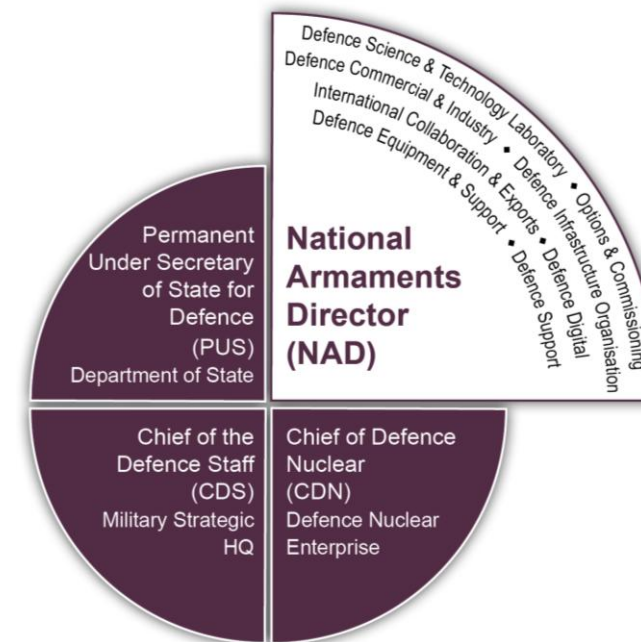 Defence Science & Technology Laboratory ⬥ Options & Commissioning
Defence Commercial & Industry ⬥ Defence Infrastructure Organisation
International Collaboration & Exports ⬥ Defence Digital
Defence Equipment & Support ⬥ Defence Support
National
Armaments
Director
(NAD)
Permanent
Under Secretary
of State for
Defence
(PUS)
Department of State
Chief of the
Defence Staff
(CDS)
Military Strategic
HQ
Chief of Defence
Nuclear
(CDN)
Defence Nuclear
Enterprise